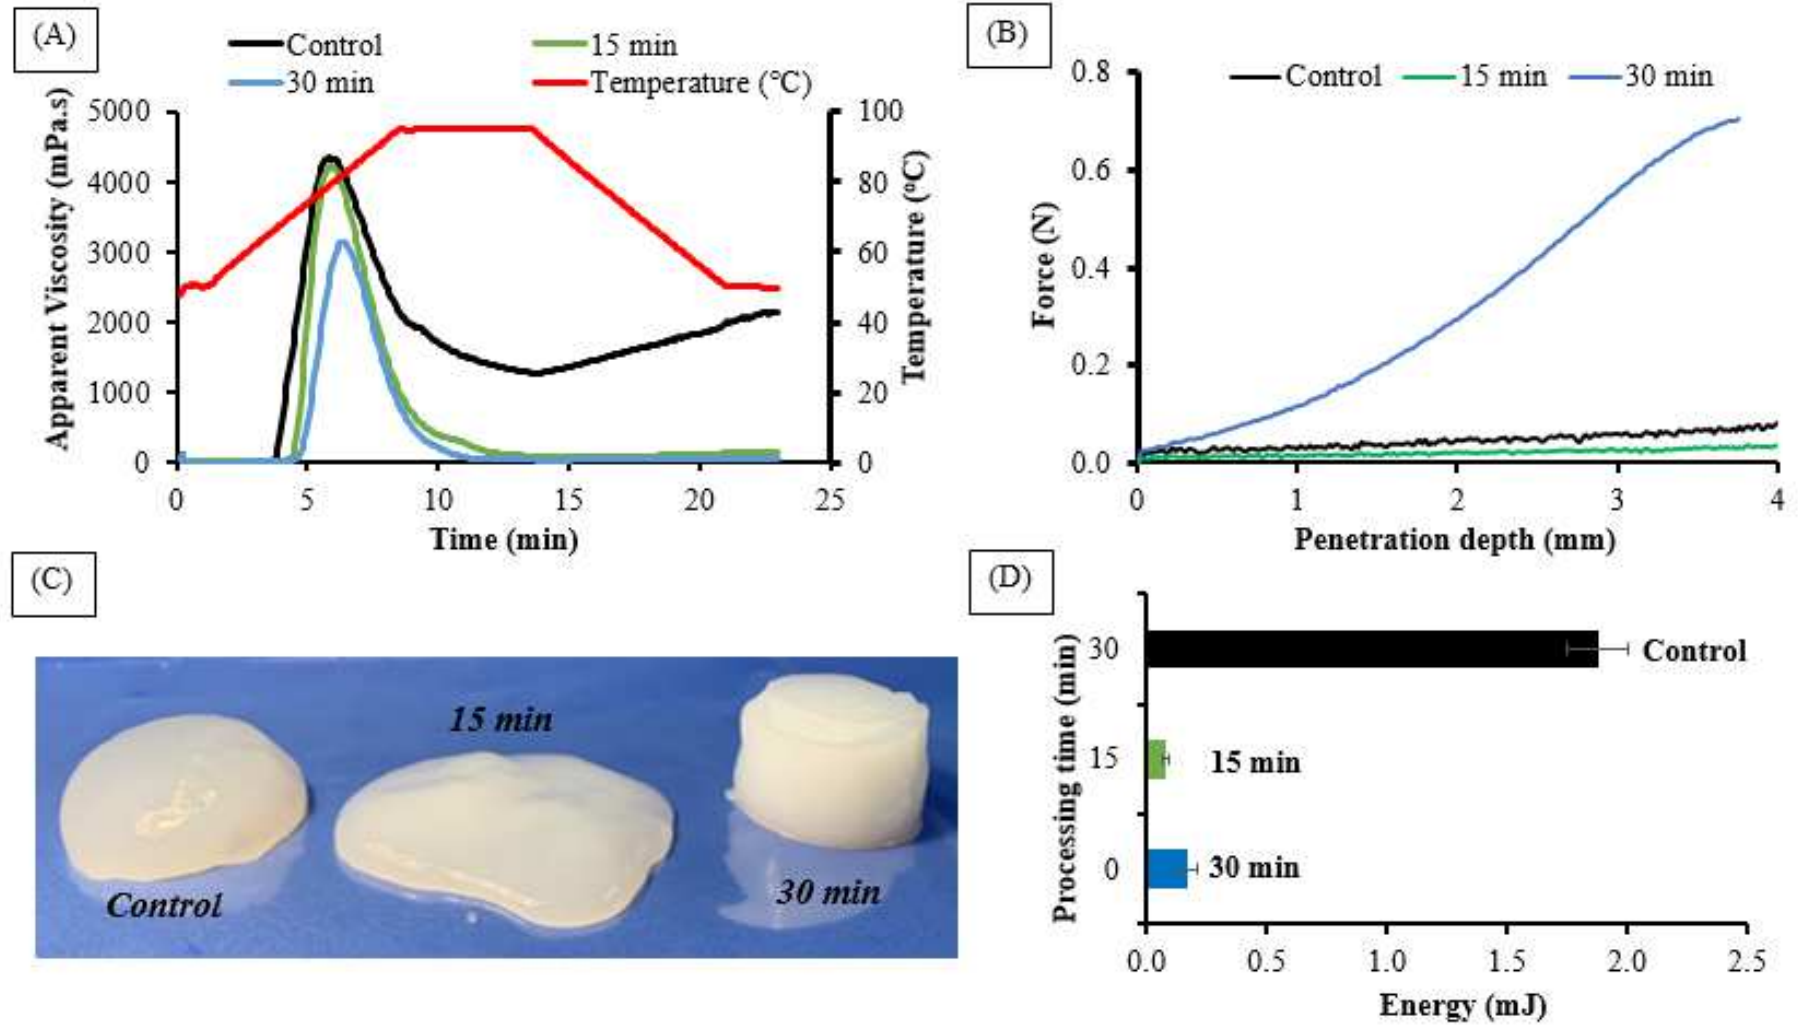 (A)
Control
15 min
30 min
Temperature (°C)
5000
4000
3000
2000
1000
0
Apparent Viscosity (mPa.s)
100
80
60
40
20
0
Temperature (°C)
0 5 10 15 20 25
Time (min)
(B)
Control 15 min 30 min
0.8
0.6
0.4
0.2
0.0
Force (N)
0 1 2 3 4
Penetration depth (mm)
(C)
15 min
Control
30 min
(D)
Processing time (min)
30 Control
15 15 min
0 30 min
0.0 0.5 1.0 1.5 2.0 2.5
Energy (mJ)